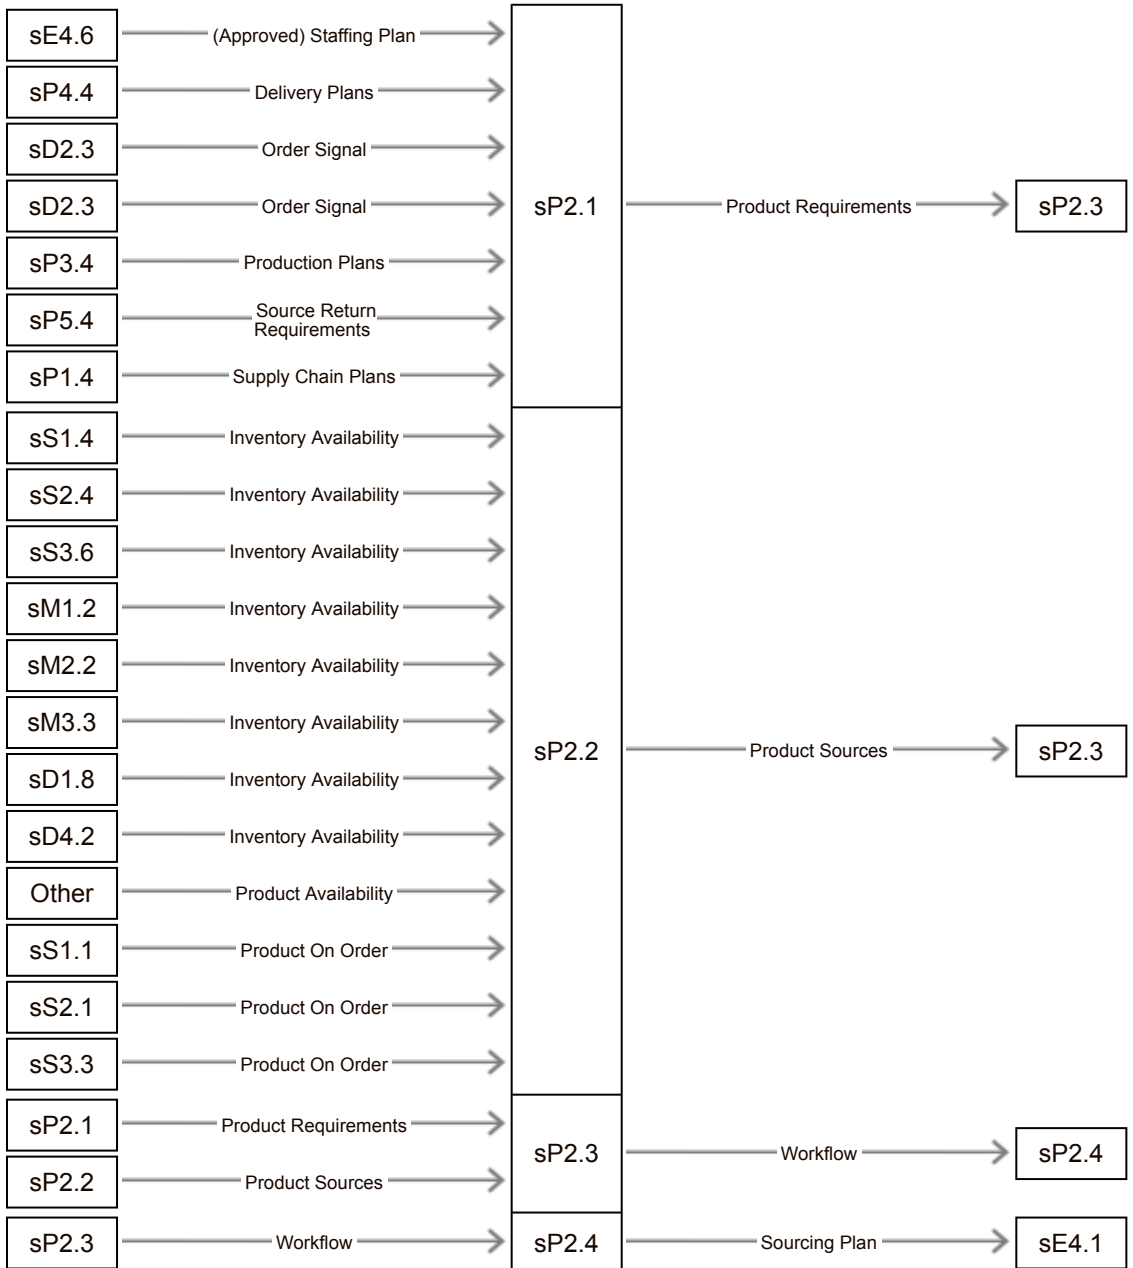 sE4.6 (Approved) Staffing Plan
sP4.4 Delivery Plans
sD2.3 Order Signal
sD2.3 Order Signal sP2.1 Product Requirements sP2.3
sP3.4 Production Plans
sP5.4 Source Return
Requirements
sP1.4 Supply Chain Plans
sS1.4 Inventory Availability
sS2.4 Inventory Availability
sS3.6 Inventory Availability
sM1.2 Inventory Availability
sM2.2 Inventory Availability
sM3.3 Inventory Availability
sP2.2 Product Sources sP2.3
sD1.8 Inventory Availability
sD4.2 Inventory Availability
Other Product Availability
sS1.1 Product On Order
sS2.1 Product On Order
sS3.3 Product On Order
sP2.1 Product Requirements
sP2.3 Workflow sP2.4
sP2.2 Product Sources
sP2.3 Workflow sP2.4 Sourcing Plan sE4.1